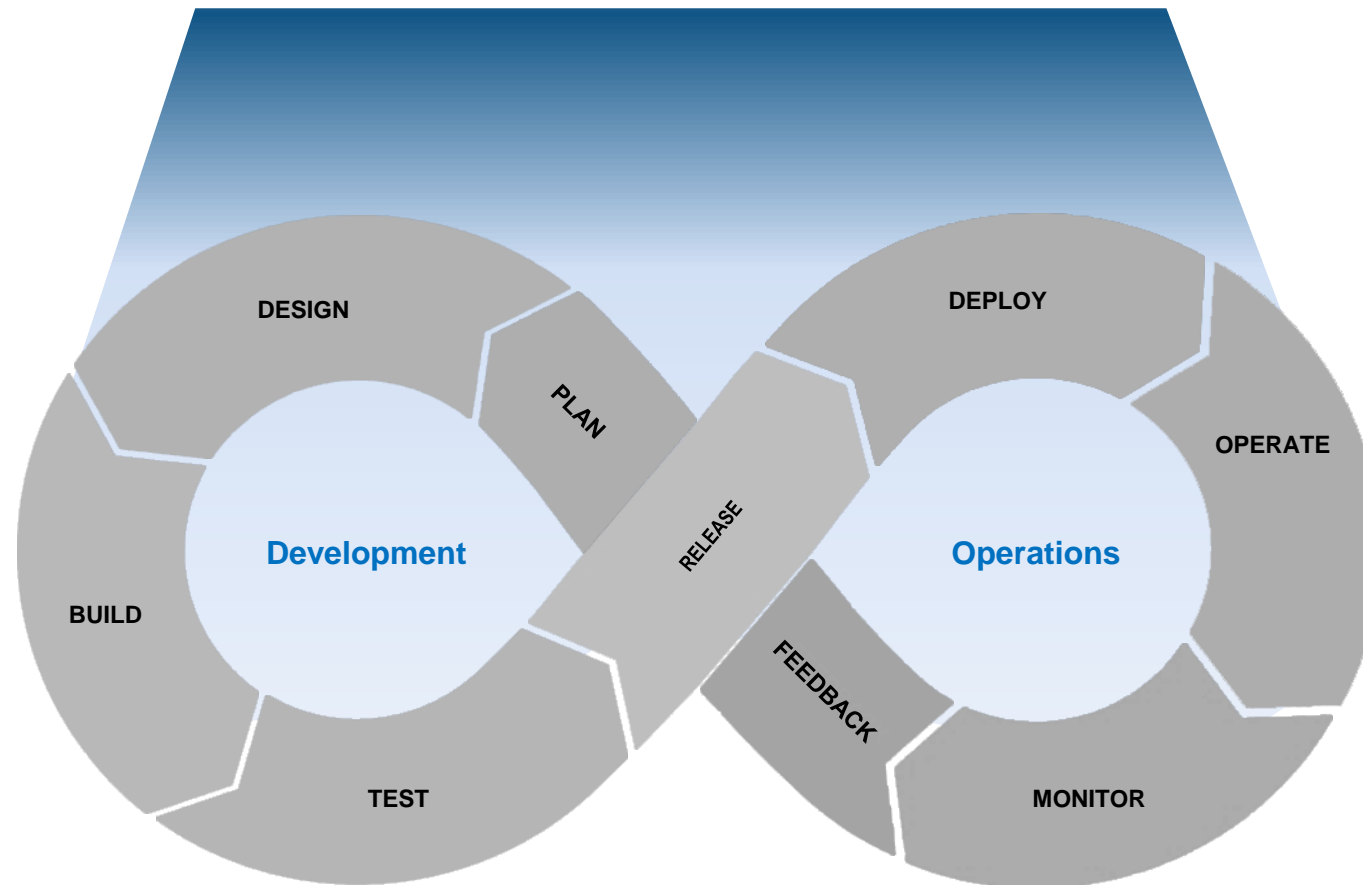 DESIGN
DEPLOY
PLAN
OPERATE
RELEASE
Development
Operations
BUILD
FEEDBACK
TEST
MONITOR